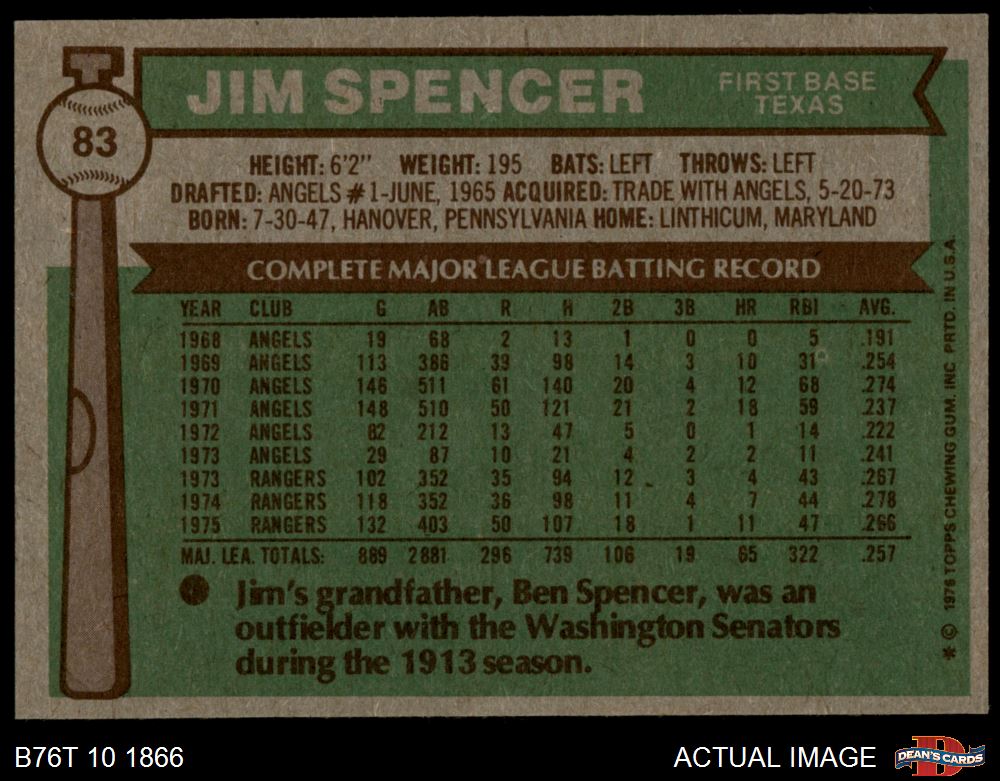 JIM SPENCER
FIRST BASE
TEXAS
83
HEIGHT: 6'2" WEIGHT: 195 BATS: LEFT THROWS: LEFT
DRAFTED: ANGELS #1-JUNE, 1965 ACQUIRED: TRADE WITH ANGELS, 5-20-73
BORN: 7-30-47, HANOVER, PENNSYLVANIA HOME: LINTHICUM, MARYLAND
COMPLETE MAJOR LEAGUE BATTING RECORD
YEAR CLUB G AB R H 2B 3B HR RBI AVG.
1968 ANGELS 19 68 2 13 1 0 0 5 .191
1969 ANGELS 113 386 39 98 14 3 10 31 .254
1970 ANGELS 146 511 61 140 20 4 12 68 .274
1971 ANGELS 148 510 50 121 21 2 18 59 .237
1972 ANGELS 82 212 13 47 5 0 1 14 .222
1973 ANGELS 29 87 10 21 4 2 2 11 .241
1973 RANGERS 102 352 35 94 12 3 4 43 .267
1974 RANGERS 118 352 36 98 11 4 7 44 .278
1975 RANGERS 132 403 50 107 18 1 11 47 .266
MAJ. LEA. TOTALS: 889 2881 296 739 106 19 65 322 .257
Jim's grandfather, Ben Spencer, was an
outfielder with the Washington Senators
during the 1913 season.
* © 1976 TOPPS CHEWING GUM, INC PRTD. IN U.S.A.
B76T 10 1866
ACTUAL IMAGE
DEAN'S CARDS